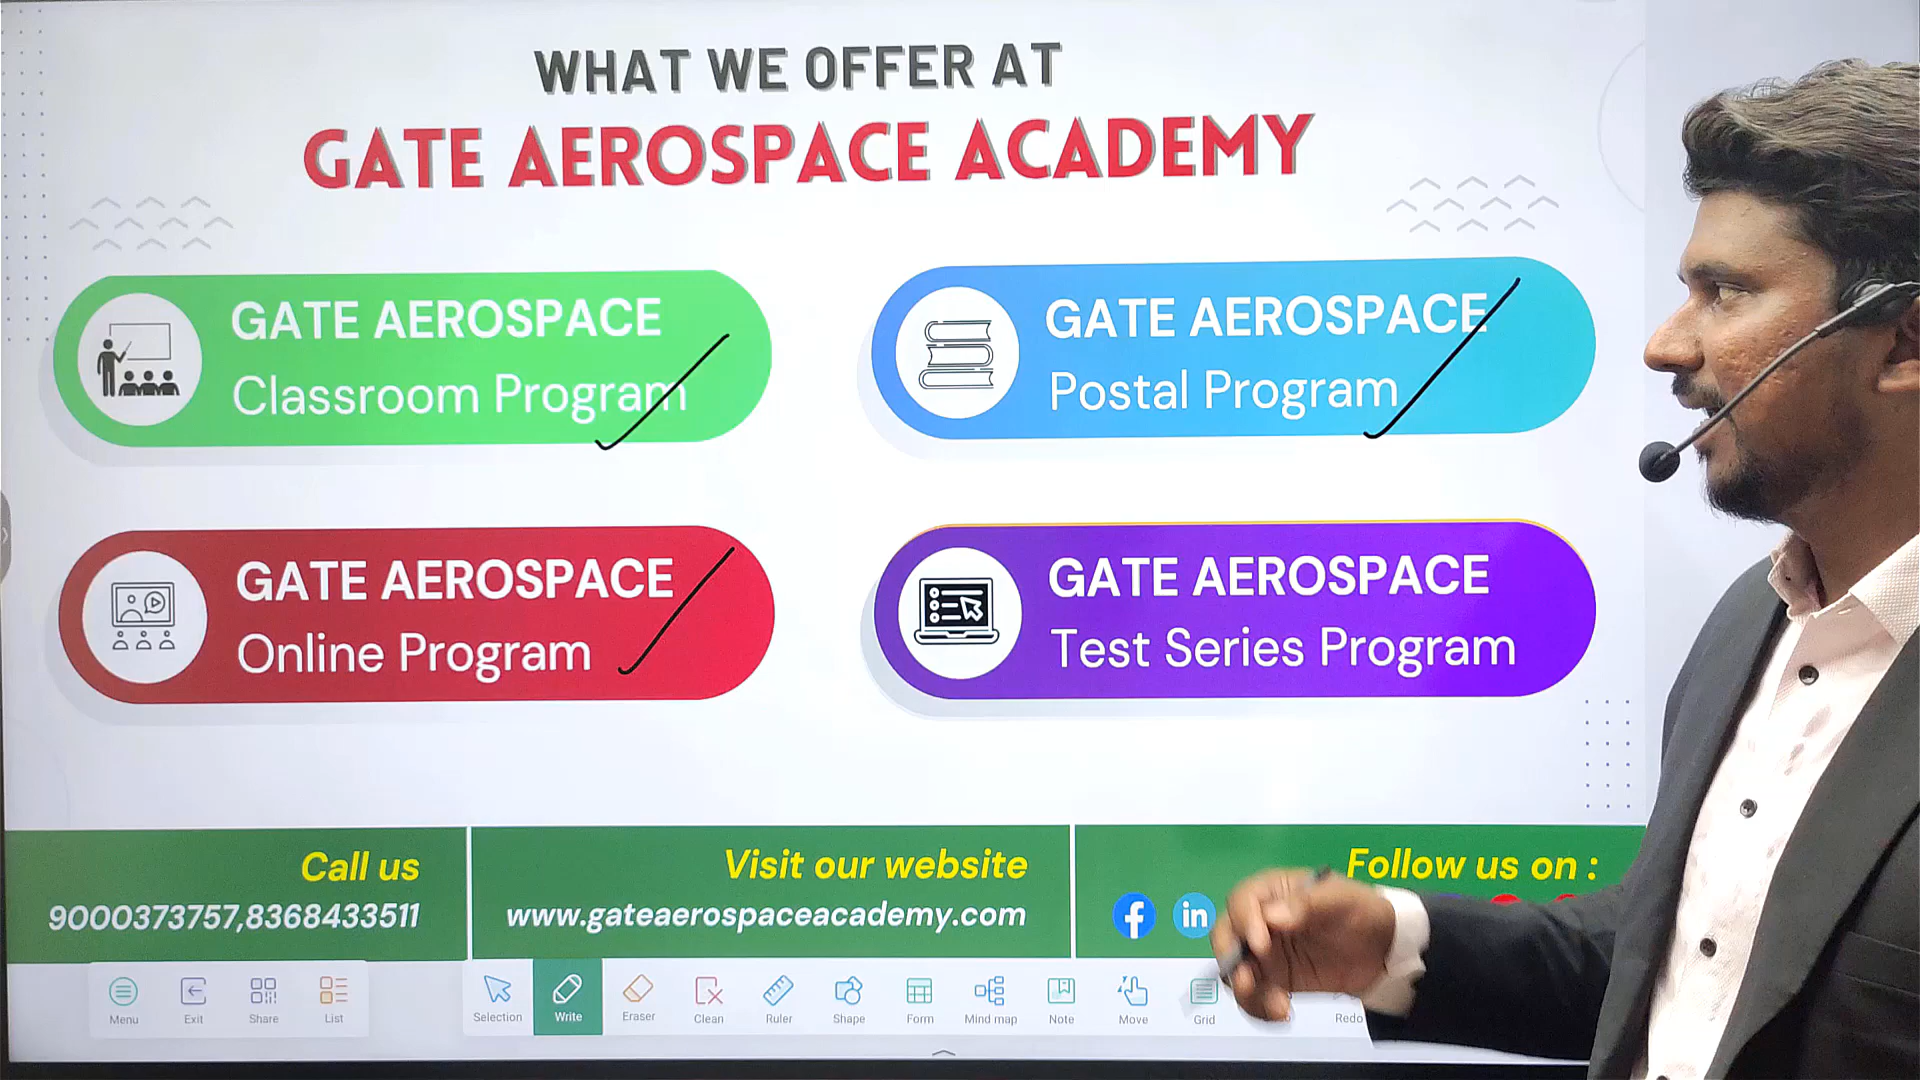 WHAT WE OFFER AT
GATE AEROSPACE ACADEMY
GATE AEROSPACE
Classroom Program
GATE AEROSPACE
Postal Program
GATE AEROSPACE
Online Program
GATE AEROSPACE
Test Series Program
Call us
9000373757,8368433511
Visit our website
www.gateaerospaceacademy.com
Follow us on :
f
in
Menu
Exit
Share
List
Selection
Write
Eraser
Clean
Ruler
Shape
Form
Mind map
Note
Move
Grid
Redo